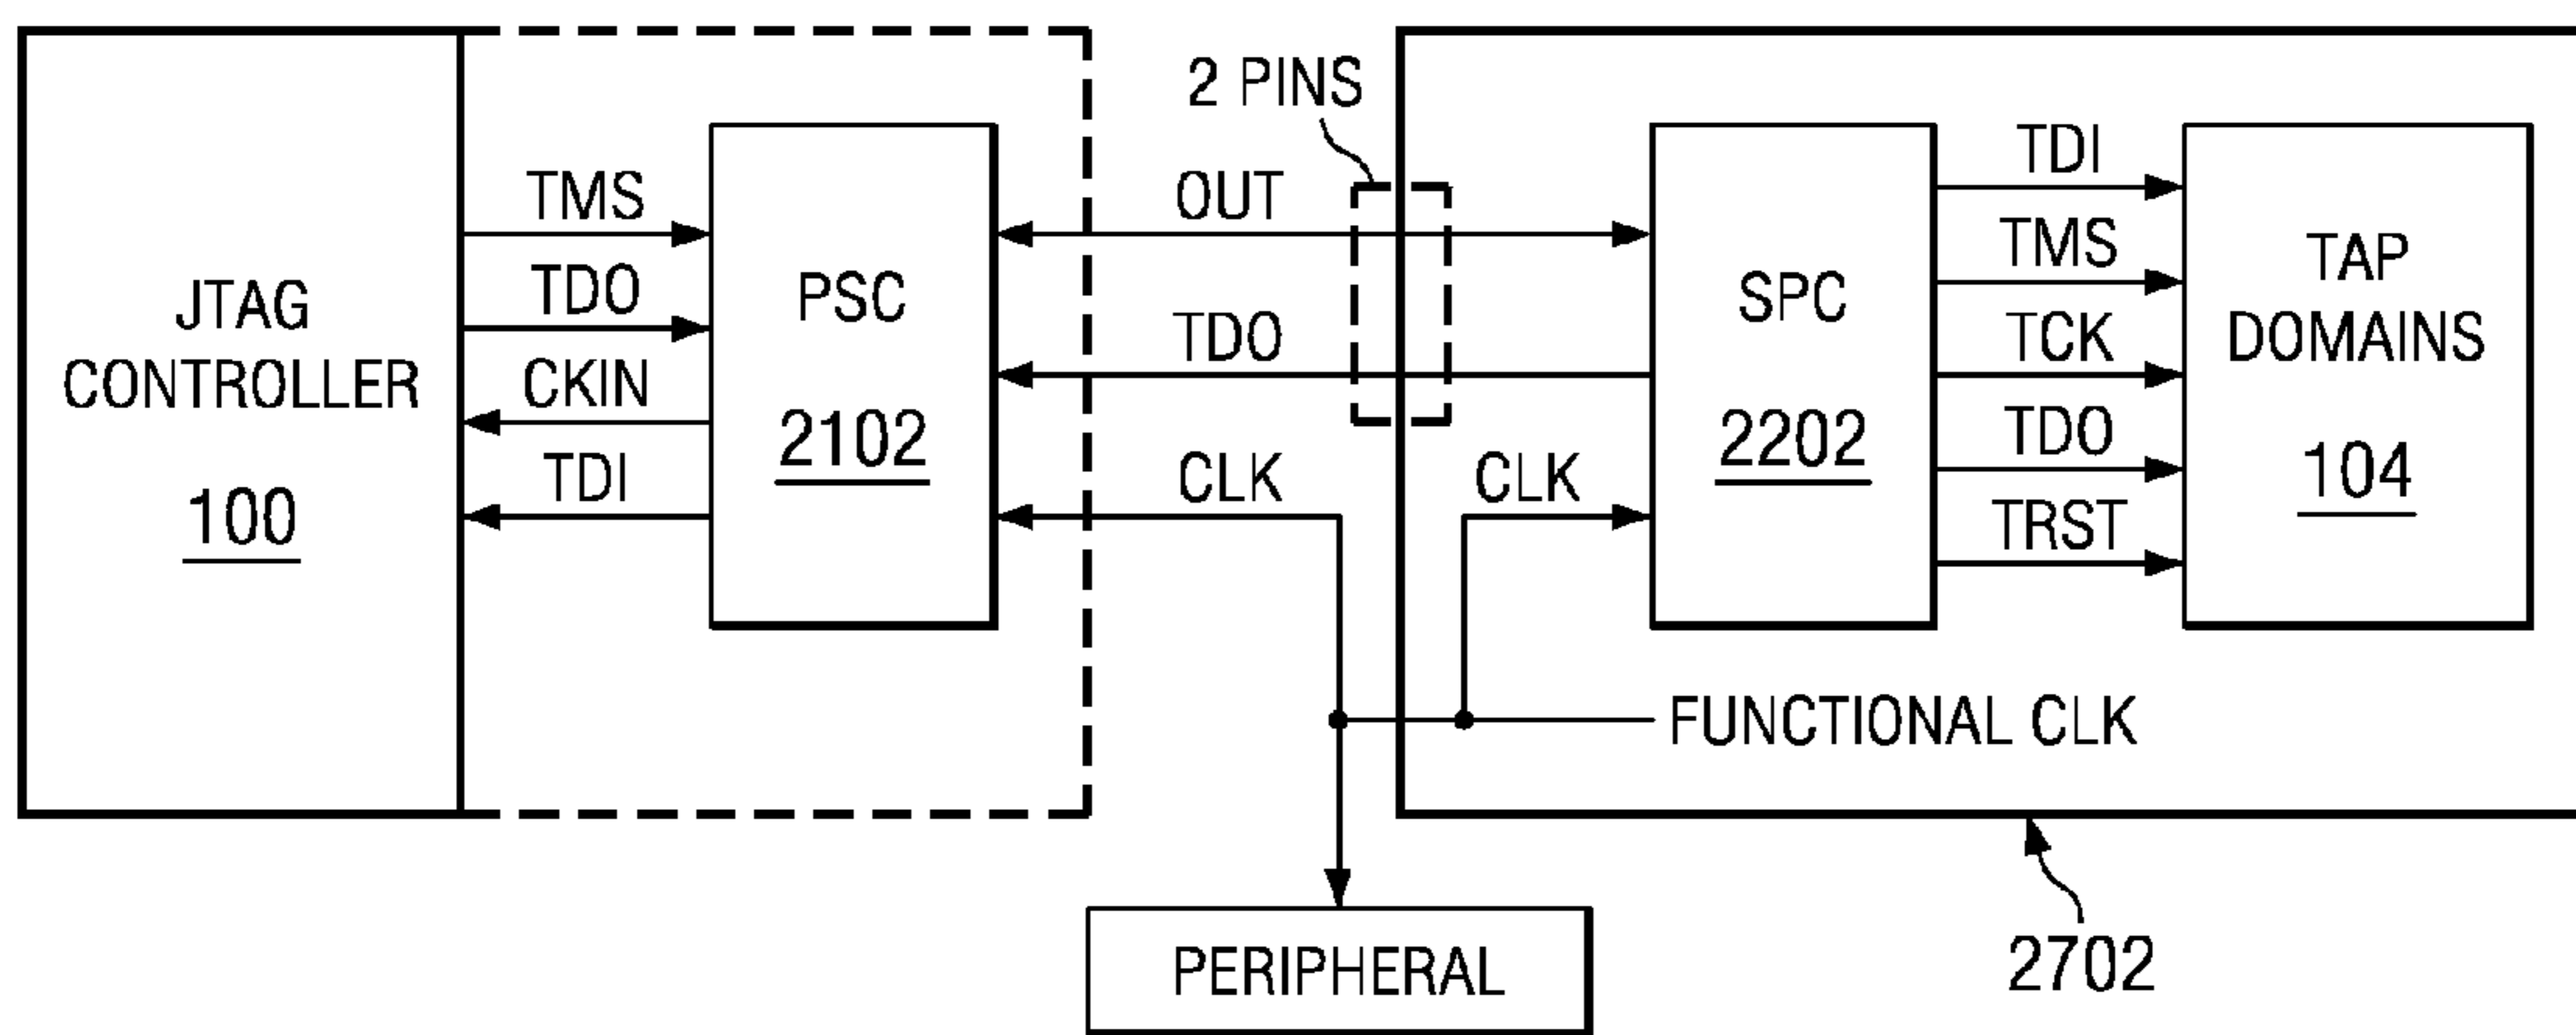 JTAG
CONTROLLER
100
TMS
TDO
CKIN
TDI
PSC
2102
OUT
TDO
CLK
2 PINS
CLK
SPC
2202
TDI
TMS
TCK
TDO
TRST
TAP
DOMAINS
104
FUNCTIONAL CLK
PERIPHERAL
2702